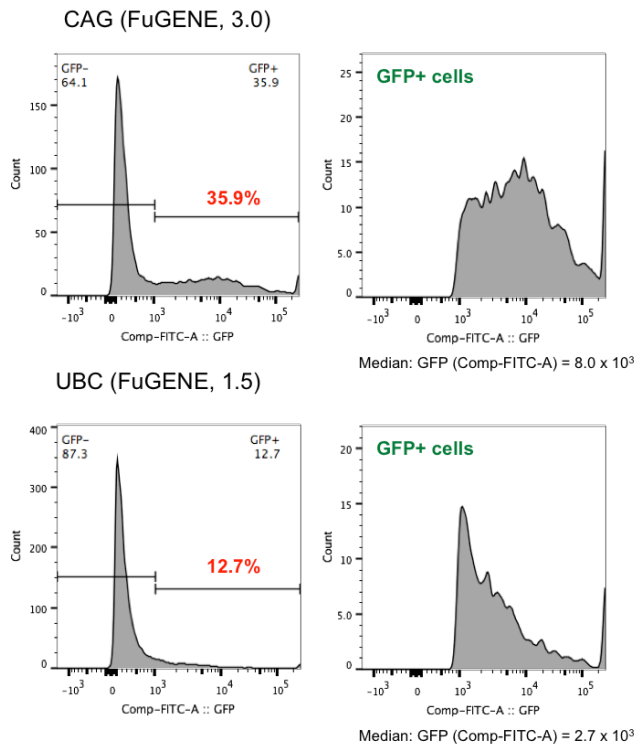 CAG (FuGENE, 3.0)
GFP-
64.1
GFP+
35.9
35.9%
150
100
50
0
Count
-10³ 0 10³ 10⁴ 10⁵
Comp-FITC-A :: GFP
GFP+ cells
25
20
15
10
5.0
0
Count
10³ 10⁴ 10⁵
Comp-FITC-A :: GFP
Median: GFP (Comp-FITC-A) = 8.0 x 10³
UBC (FuGENE, 1.5)
GFP-
87.3
GFP+
12.7
12.7%
400
300
200
100
0
Count
-10³ 0 10³ 10⁴ 10⁵
Comp-FITC-A :: GFP
GFP+ cells
20
15
10
5.0
0
Count
10³ 10⁴ 10⁵
Comp-FITC-A :: GFP
Median: GFP (Comp-FITC-A) = 2.7 x 10³